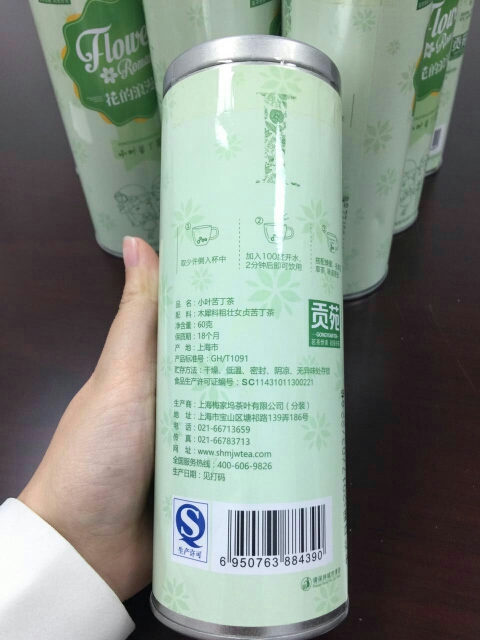 Flower
Roman
花的浪漫
①
②
取少许倒入杯中
加入100度开水,
2分钟后即可饮用
品 名:小叶苦丁茶
配 料:木犀科粗壮女贞苦丁茶
净含量:60克
保质期:18个月
产 地:上海市
产品标准号:GH/T1091
贮存方法:干燥、低温、密封、阴凉、无异味处存放
食品生产许可证编号:SC11431011300221
贡苑
生产商:上海梅家坞茶叶有限公司(分装)
地 址:上海市宝山区塘祁路139弄186号
电 话:021-66713659
传 真:021-66783713
网 址:www.shmjwtea.com
全国服务热线:400-606-9826
生产日期:见打码
生产许可
6 950763 884390